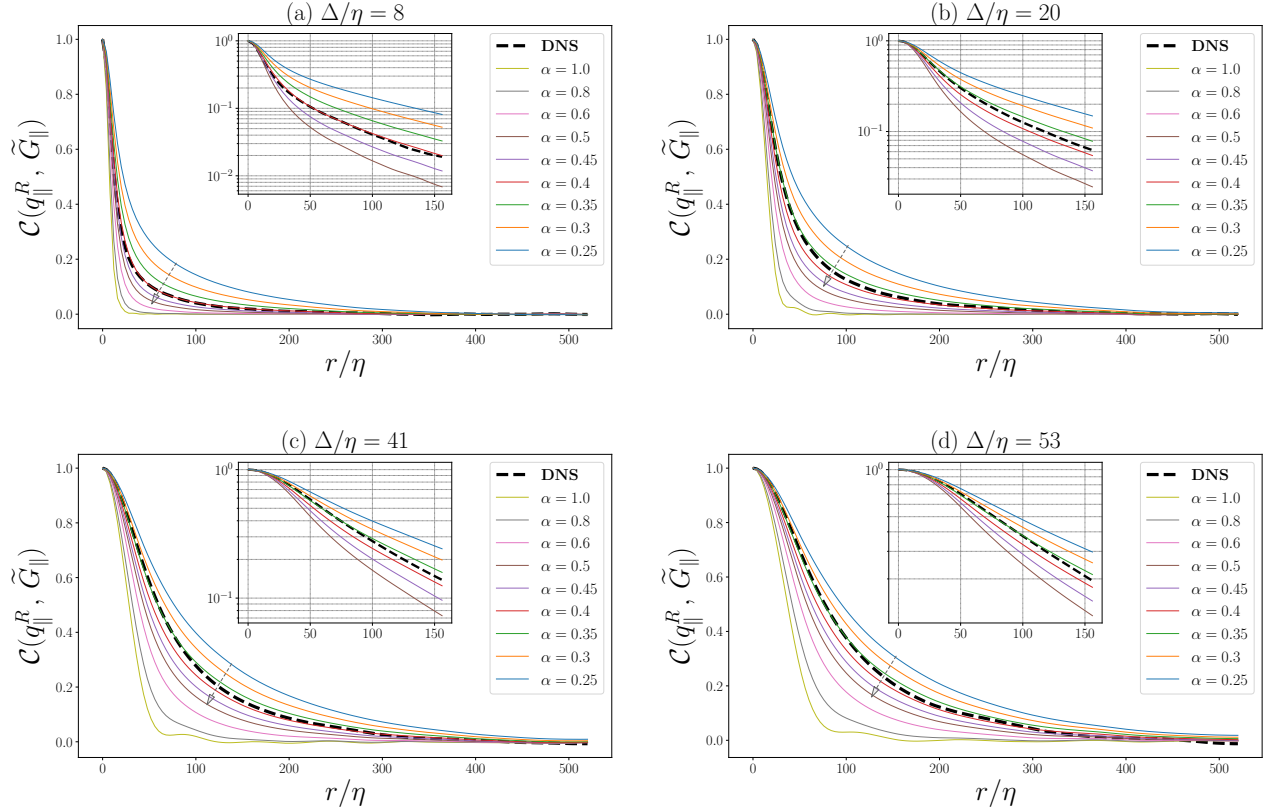 (a) Δ/η = 8
1.0
0.8
0.6
0.4
0.2
0.0
C(q∥^R, G̃∥)
10^0
10^−1
10^−2
0 50 100 150
DNS
α = 1.0
α = 0.8
α = 0.6
α = 0.5
α = 0.45
α = 0.4
α = 0.35
α = 0.3
α = 0.25
0 100 200 300 400 500
r/η
(b) Δ/η = 20
1.0
0.8
0.6
0.4
0.2
0.0
C(q∥^R, G̃∥)
10^0
10^−1
0 50 100 150
DNS
α = 1.0
α = 0.8
α = 0.6
α = 0.5
α = 0.45
α = 0.4
α = 0.35
α = 0.3
α = 0.25
0 100 200 300 400 500
r/η
(c) Δ/η = 41
1.0
0.8
0.6
0.4
0.2
0.0
C(q∥^R, G̃∥)
10^0
10^−1
0 50 100 150
DNS
α = 1.0
α = 0.8
α = 0.6
α = 0.5
α = 0.45
α = 0.4
α = 0.35
α = 0.3
α = 0.25
0 100 200 300 400 500
r/η
(d) Δ/η = 53
1.0
0.8
0.6
0.4
0.2
0.0
C(q∥^R, G̃∥)
10^0
0 50 100 150
DNS
α = 1.0
α = 0.8
α = 0.6
α = 0.5
α = 0.45
α = 0.4
α = 0.35
α = 0.3
α = 0.25
0 100 200 300 400 500
r/η